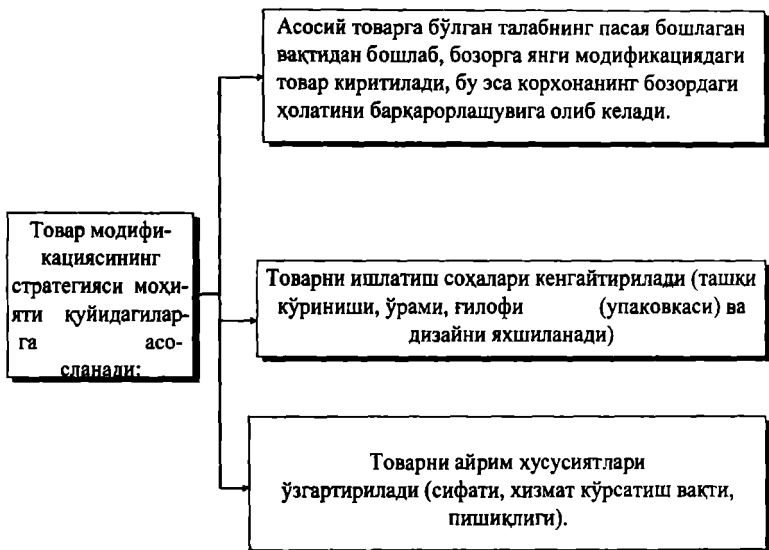 Товар модифи-
кациясининг
стратегияси моҳи-
яти қуйидагилар-
га асо-
сланади:
Асосий товарга бўлган талабнинг пасая бошлаган
вақтидан бошлаб, бозорга янги модификациядаги
товар киритилади, бу эса корхонанинг бозордаги
ҳолатини барқарорлашувига олиб келади.
Товарни ишлатиш соҳалари кенгайтирилади (ташқи
кўриниши, ўрами, ғилофи (упаковкаси) ва
дизайни яхшиланади)
Товарни айрим хусусиятлари
ўзгартирилади (сифати, хизмат кўрсатиш вақти,
пишиқлиги).